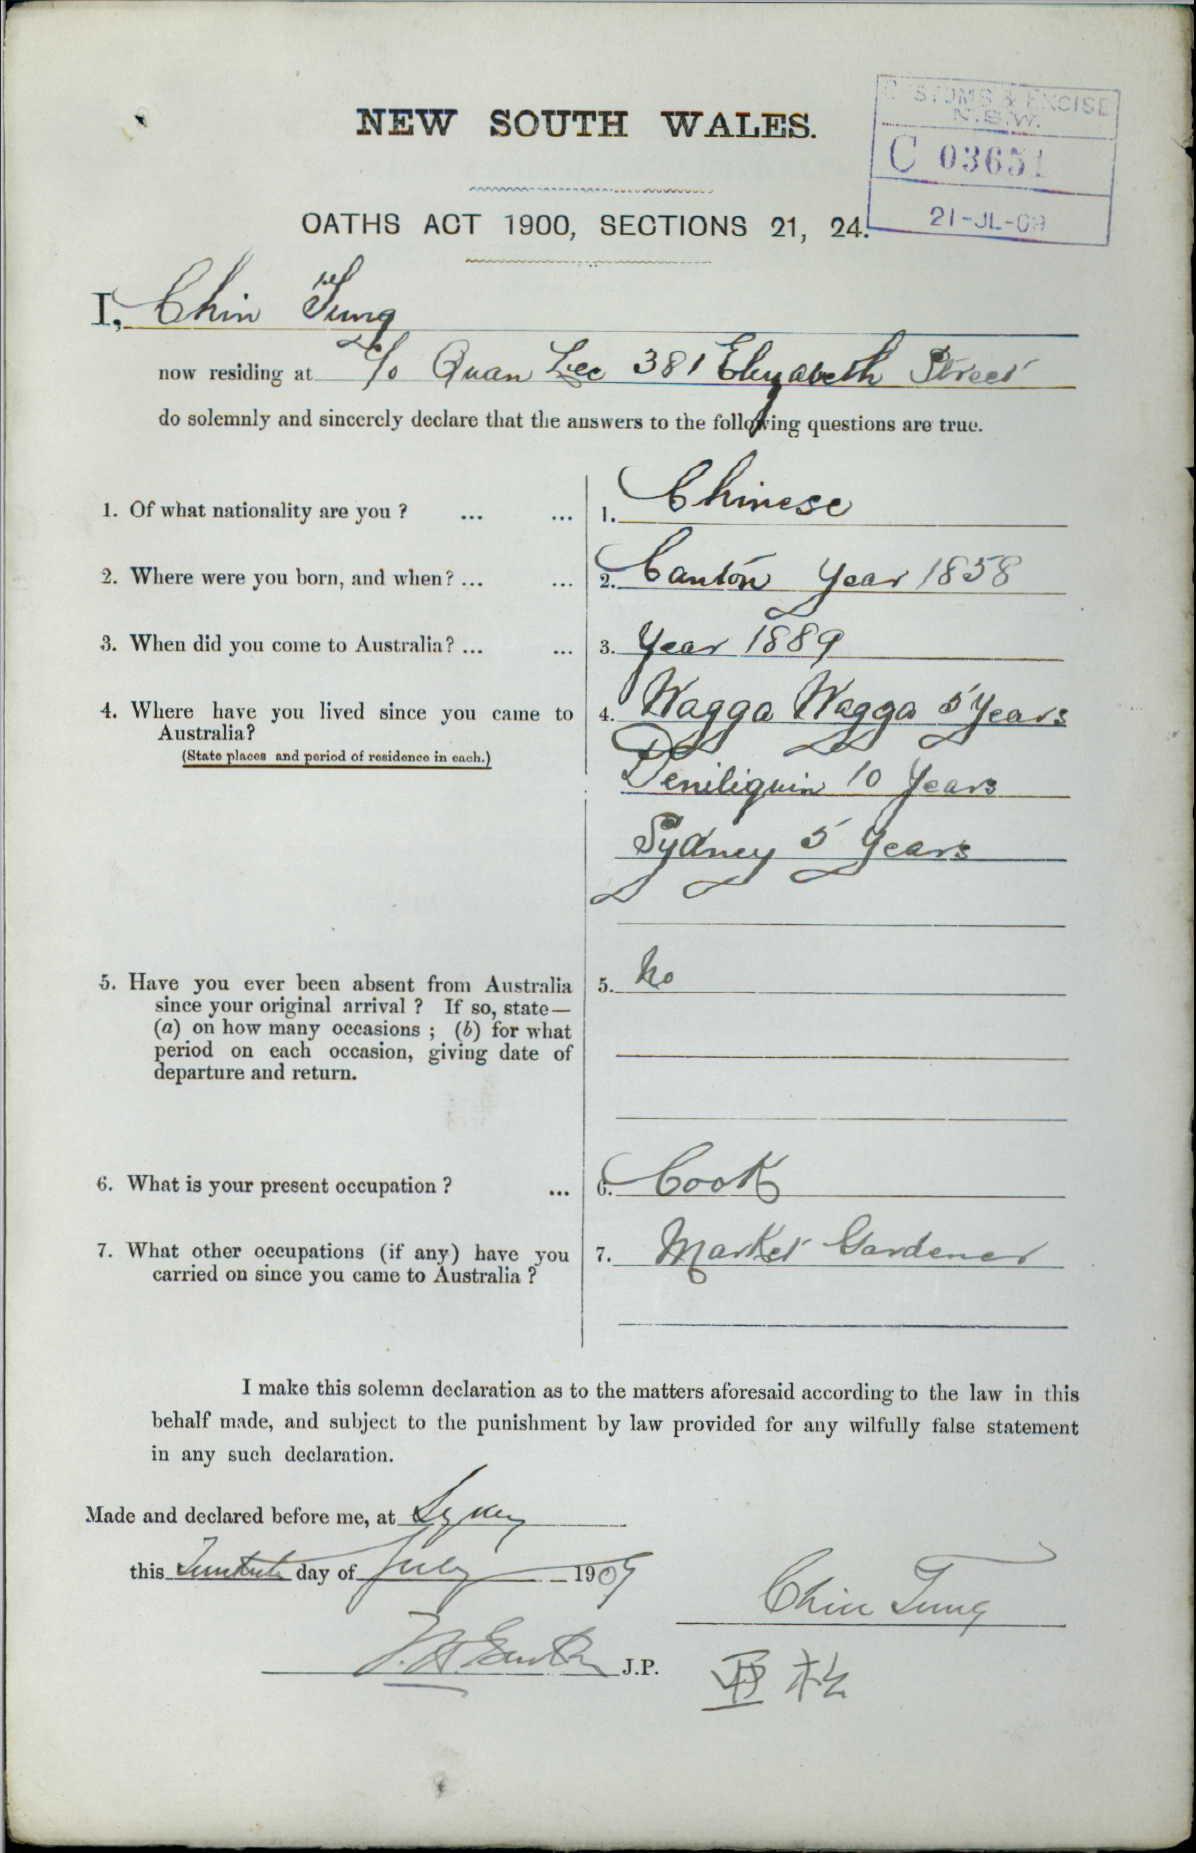 NEW SOUTH WALES.
CUSTOMS & EXCISE
N.S.W.
C 03651
21-JL-09
OATHS ACT 1900, SECTIONS 21, 24.
I, Chin Tung
now residing at c/o Quan Lee 381 Elizabeth Street
do solemnly and sincerely declare that the answers to the following questions are true.
1. Of what nationality are you ? ... ... 1. Chinese
2. Where were you born, and when ? ... ... 2. Canton Year 1858
3. When did you come to Australia ? ... ... 3. Year 1889
4. Where have you lived since you came to 4. Wagga Wagga 5 Years
Australia?
(State places and period of residence in each.)
Deniliquin 10 Years
Sydney 5 Years
5. Have you ever been absent from Australia 5. No
since your original arrival ? If so, state—
(a) on how many occasions ; (b) for what
period on each occasion, giving date of
departure and return.
6. What is your present occupation ? ... 6. Cook
7. What other occupations (if any) have you 7. Market Gardener
carried on since you came to Australia ?
I make this solemn declaration as to the matters aforesaid according to the law in this
behalf made, and subject to the punishment by law provided for any wilfully false statement
in any such declaration.
Made and declared before me, at Sydney
this day of July 1909
Chin Tung
J.P.
亞松